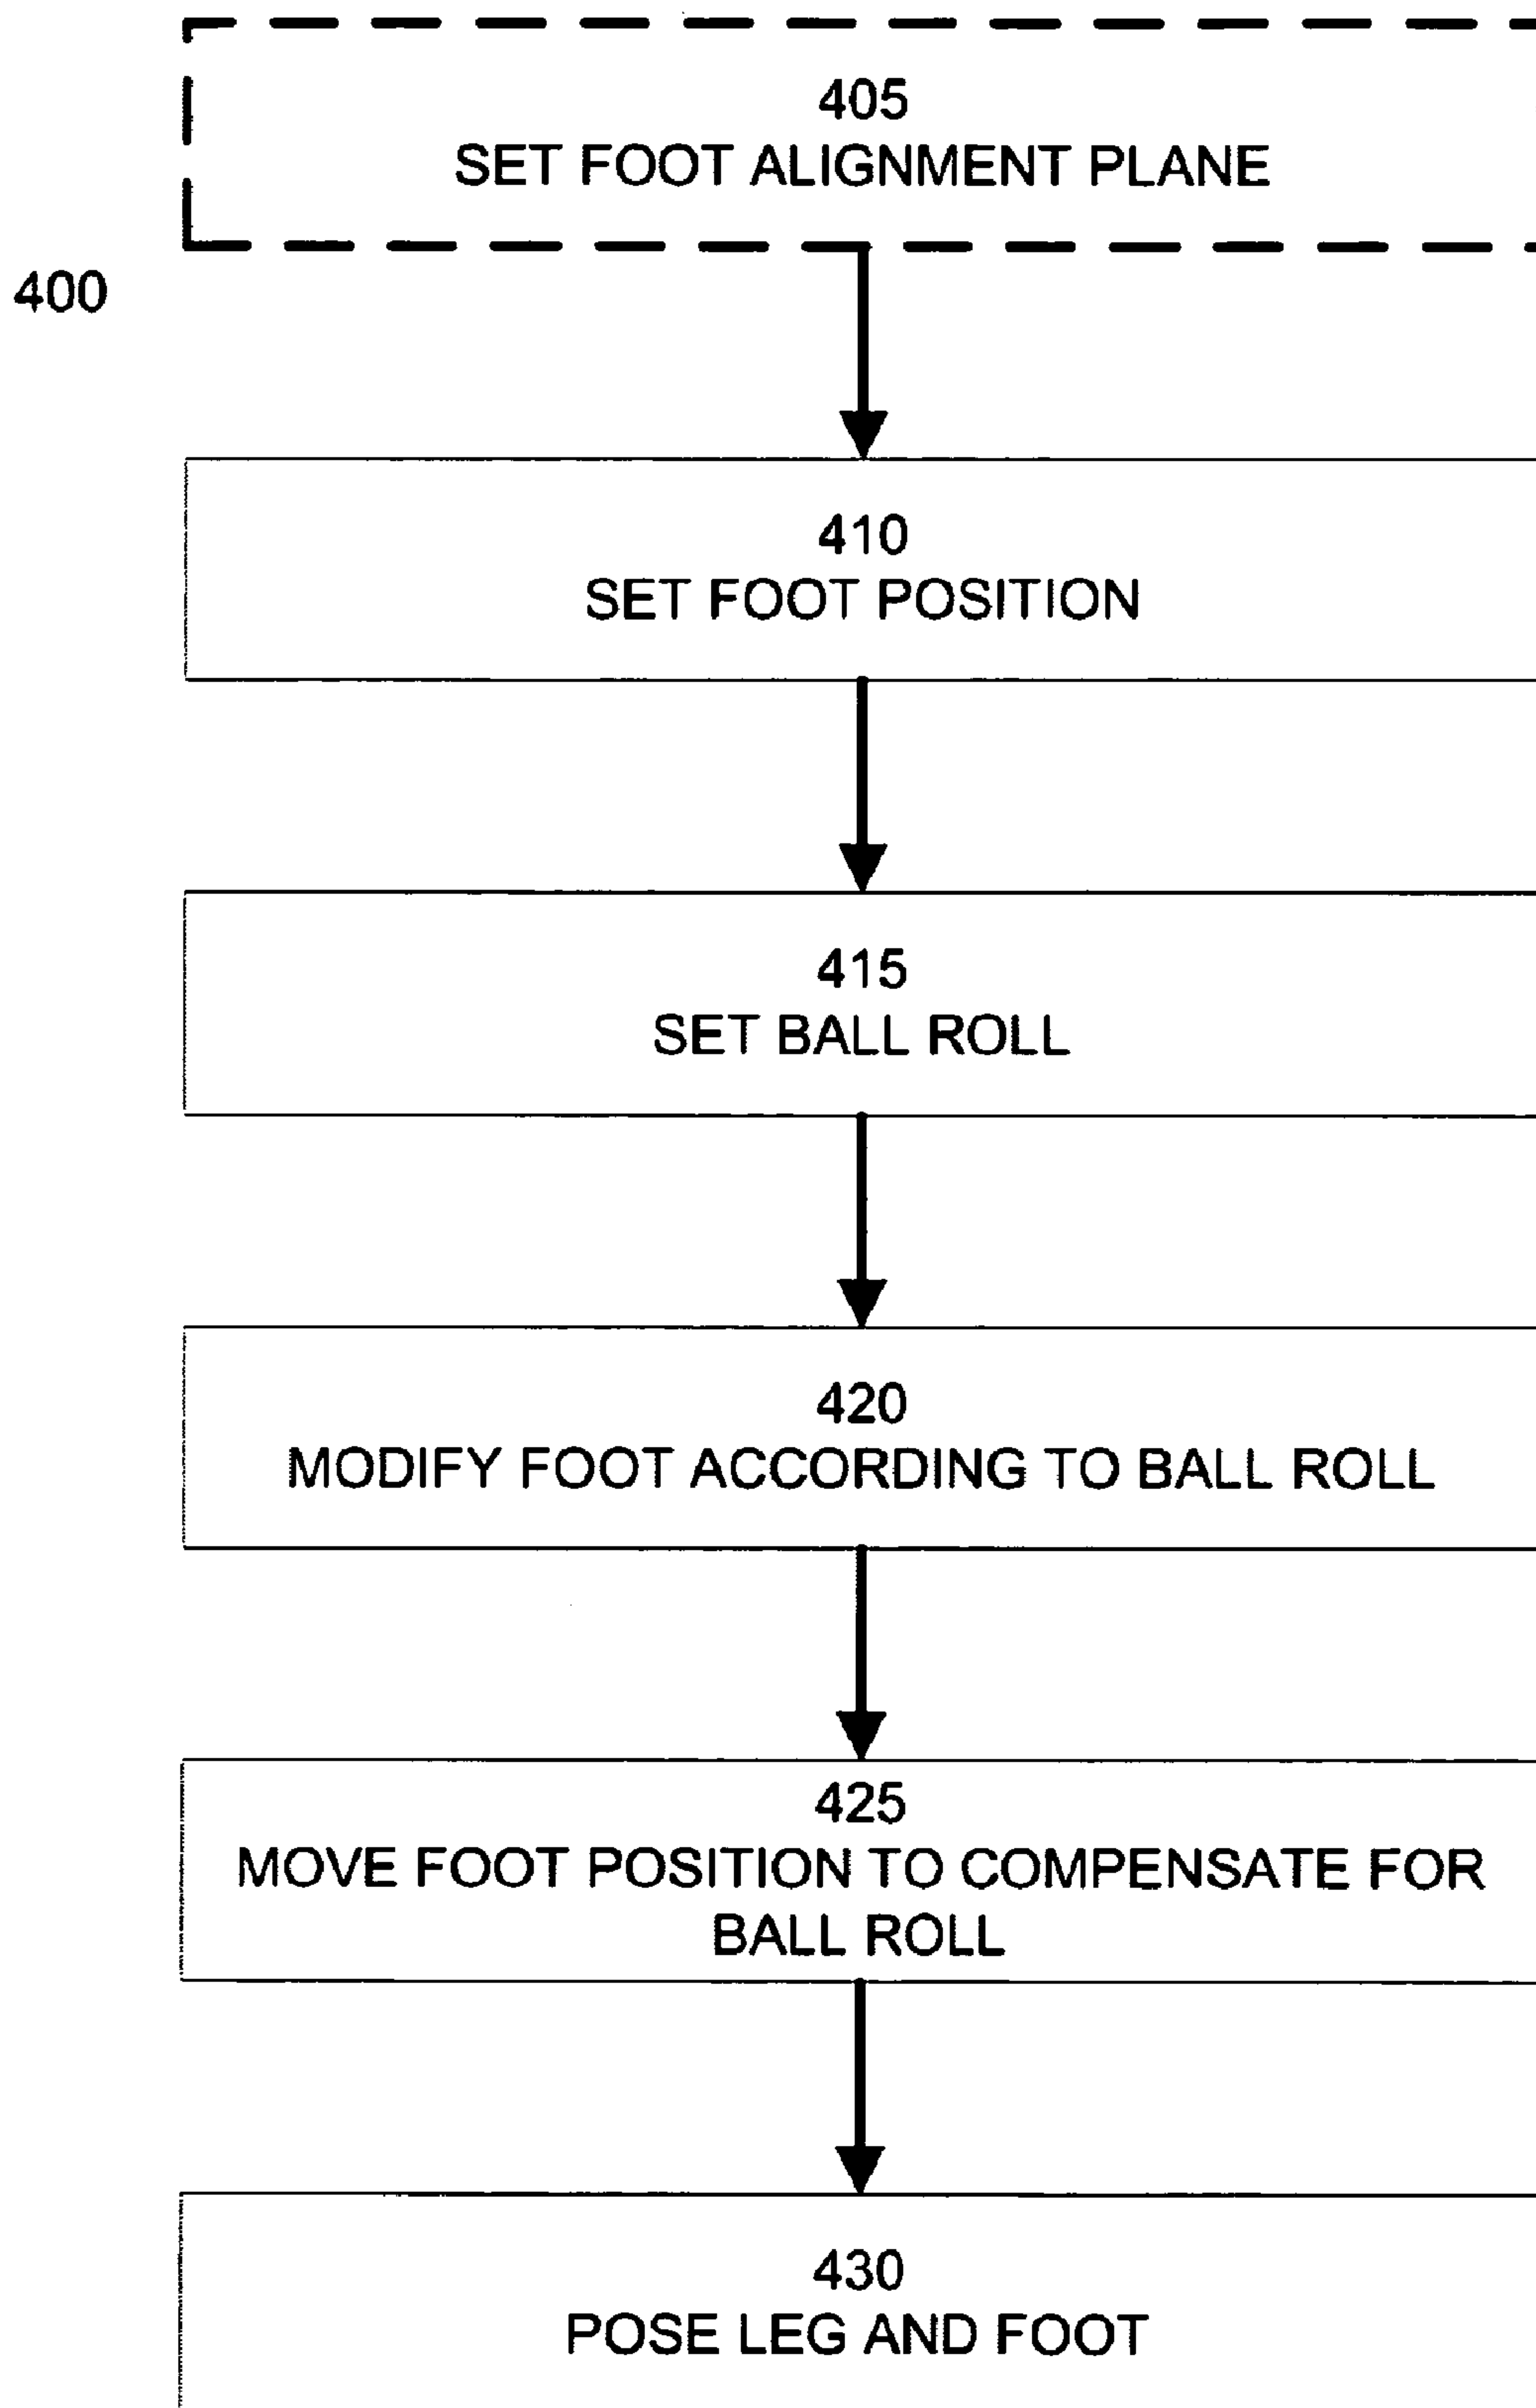 405
SET FOOT ALIGNMENT PLANE
400
410
SET FOOT POSITION
415
SET BALL ROLL
420
MODIFY FOOT ACCORDING TO BALL ROLL
425
MOVE FOOT POSITION TO COMPENSATE FOR
BALL ROLL
430
POSE LEG AND FOOT